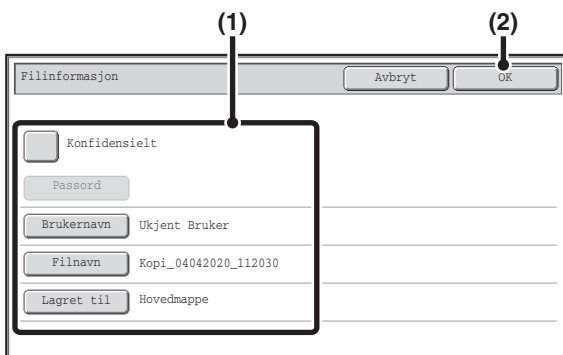 (1) (2)
Filinformasjon Avbryt OK
Konfidensielt
Passord
Brukernavn Ukjent Bruker
Filnavn Kopi_04042020_112030
Lagret til Hovedmappe